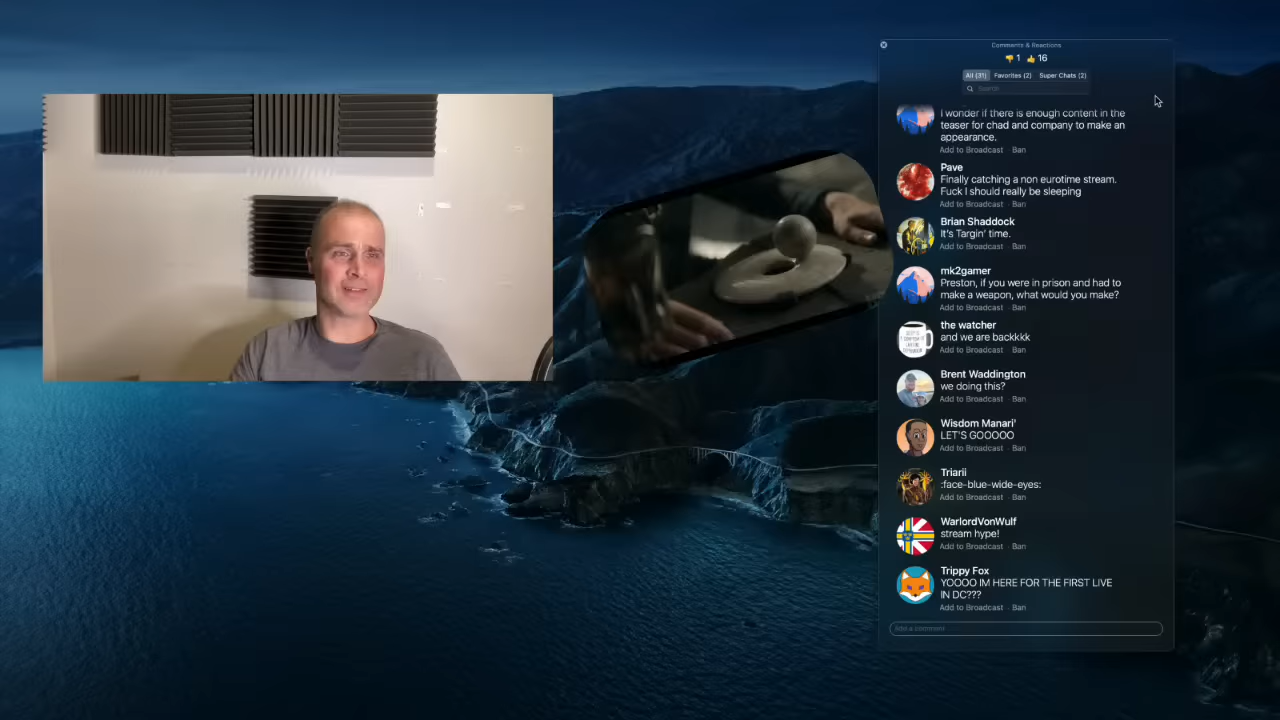 Comments & Reactions
👎 1 👍 16
All (31) Favorites (2) Super Chats (2)
Search
I wonder if there is enough content in the
teaser for chad and company to make an
appearance.
Add to Broadcast · Ban
Pave
Finally catching a non eurotime stream.
Fuck I should really be sleeping
Add to Broadcast · Ban
Brian Shaddock
It's Targin' time.
Add to Broadcast · Ban
mk2gamer
Preston, if you were in prison and had to
make a weapon, what would you make?
Add to Broadcast · Ban
the watcher
and we are backkkk
Add to Broadcast · Ban
Brent Waddington
we doing this?
Add to Broadcast · Ban
Wisdom Manari'
LET'S GOOOOO
Add to Broadcast · Ban
Triarii
:face-blue-wide-eyes:
Add to Broadcast · Ban
WarlordVonWulf
stream hype!
Add to Broadcast · Ban
Trippy Fox
YOOOO IM HERE FOR THE FIRST LIVE
IN DC???
Add to Broadcast · Ban
Add a comment